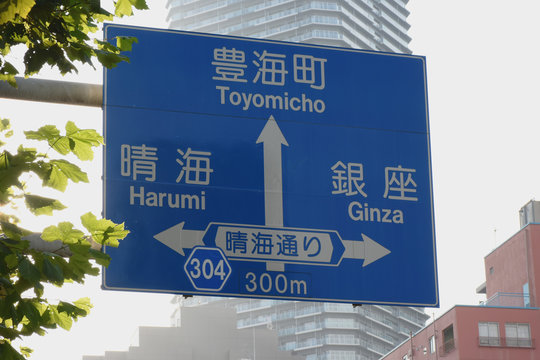 豊海町
Toyomicho
晴海
Harumi
銀座
Ginza
晴海通り
304
300m